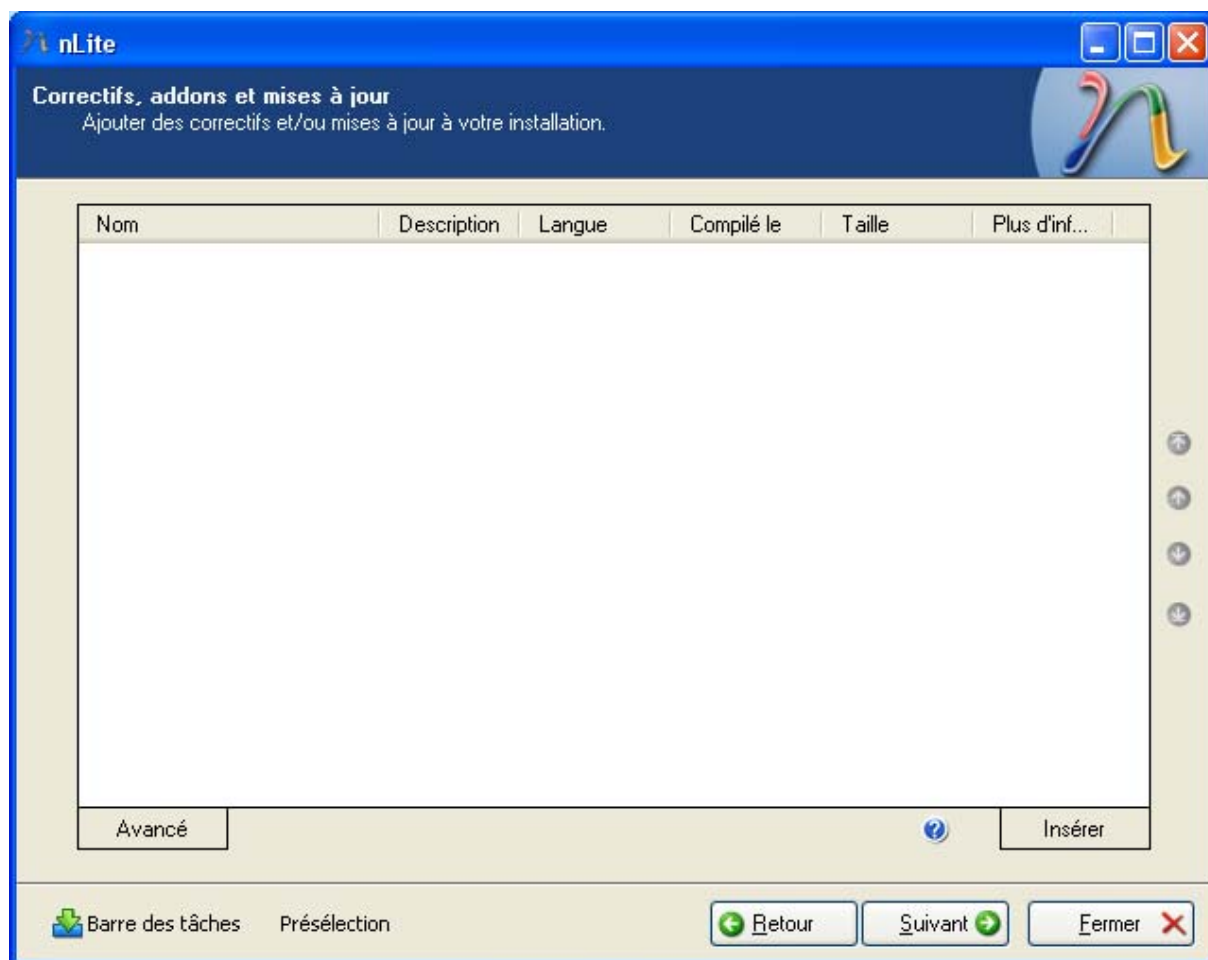 nLite
Correctifs, addons et mises à jour
Ajouter des correctifs et/ou mises à jour à votre installation.
Nom Description Langue Compilé le Taille Plus d'inf...
Avancé Insérer
Barre des tâches Présélection Retour Suivant Fermer